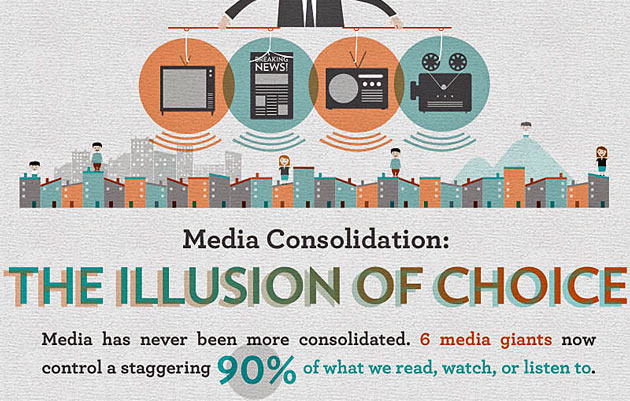 BREAKING
NEWS!
Media Consolidation:
THE ILLUSION OF CHOICE
Media has never been more consolidated. 6 media giants now
control a staggering 90% of what we read, watch, or listen to.